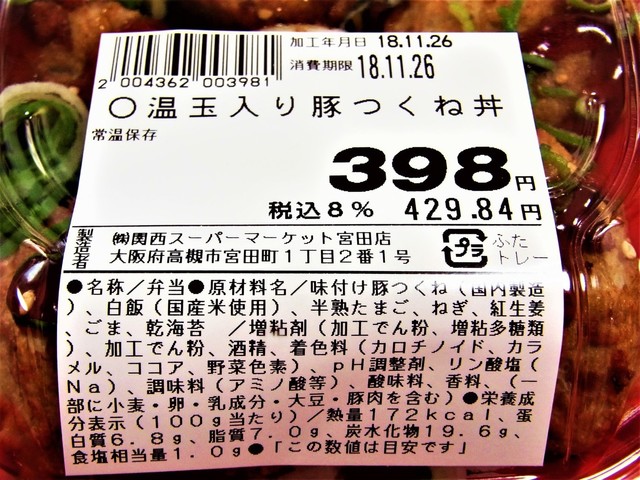 加工年月日 18.11.26
消費期限 18.11.26
2 004362 003981
〇温玉入り豚つくね丼
常温保存
398円
税込8% 429.84円
製造者 ㈱関西スーパーマーケット宮田店
大阪府高槻市宮田町1丁目2番1号
プラ ふた
トレー
●名称/弁当●原材料名/味付け豚つくね(国内製造
)、白飯(国産米使用)、半熟たまご、ねぎ、紅生姜
、ごま、乾海苔 /増粘剤(加工でん粉、増粘多糖類
)、加工でん粉、酒精、着色料(カロチノイド、カラ
メル、ココア、野菜色素)、pH調整剤、リン酸塩(
Na)、調味料(アミノ酸等)、酸味料、香料、(一
部に小麦・卵・乳成分・大豆・豚肉を含む)●栄養成
分表示(100g当たり)/熱量172kcal、蛋
白質6.8g、脂質7.0g、炭水化物19.6g、
食塩相当量1.0g●「この数値は目安です」